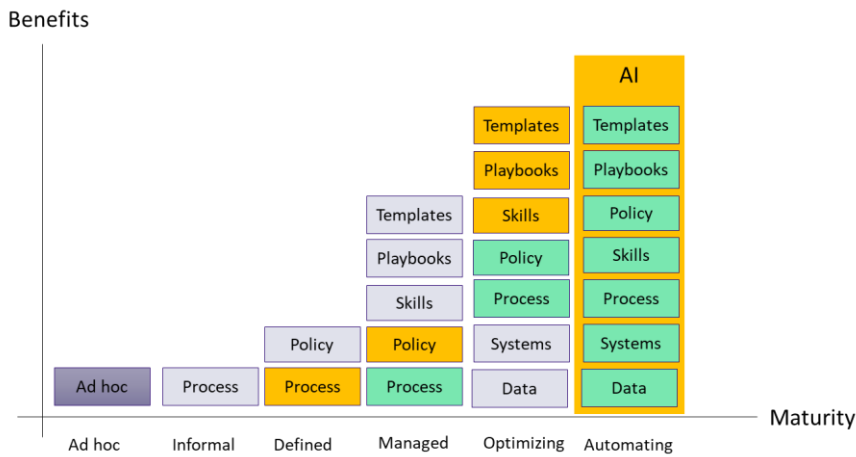 Benefits
AI
Templates Templates
Playbooks Playbooks
Templates Skills Policy
Playbooks Policy Skills
Skills Process Process
Policy Policy Systems Systems
Ad hoc Process Process Process Data Data
Maturity
Ad hoc Informal Defined Managed Optimizing Automating